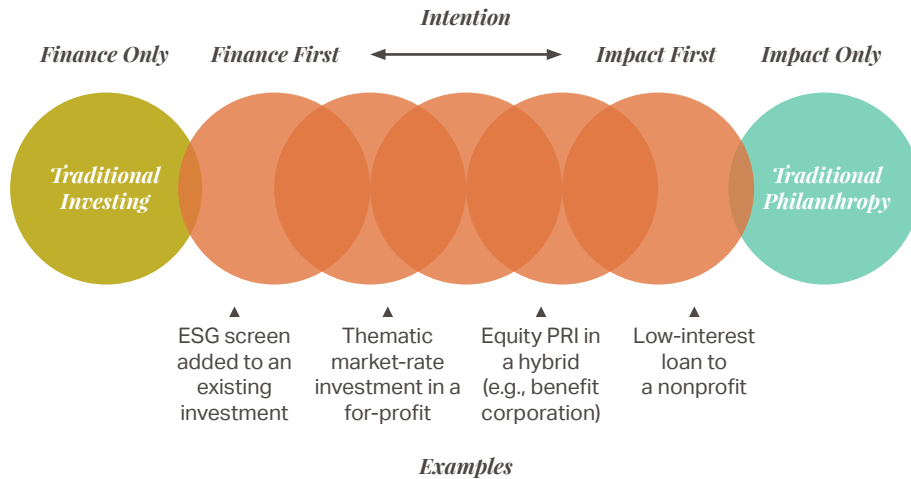 Intention
Finance Only
Finance First
Impact First
Impact Only
Traditional
Investing
Traditional
Philanthropy
ESG screen
added to an
existing
investment
Thematic
market-rate
investment in a
for-profit
Equity PRI in
a hybrid
(e.g., benefit
corporation)
Low-interest
loan to
a nonprofit
Examples